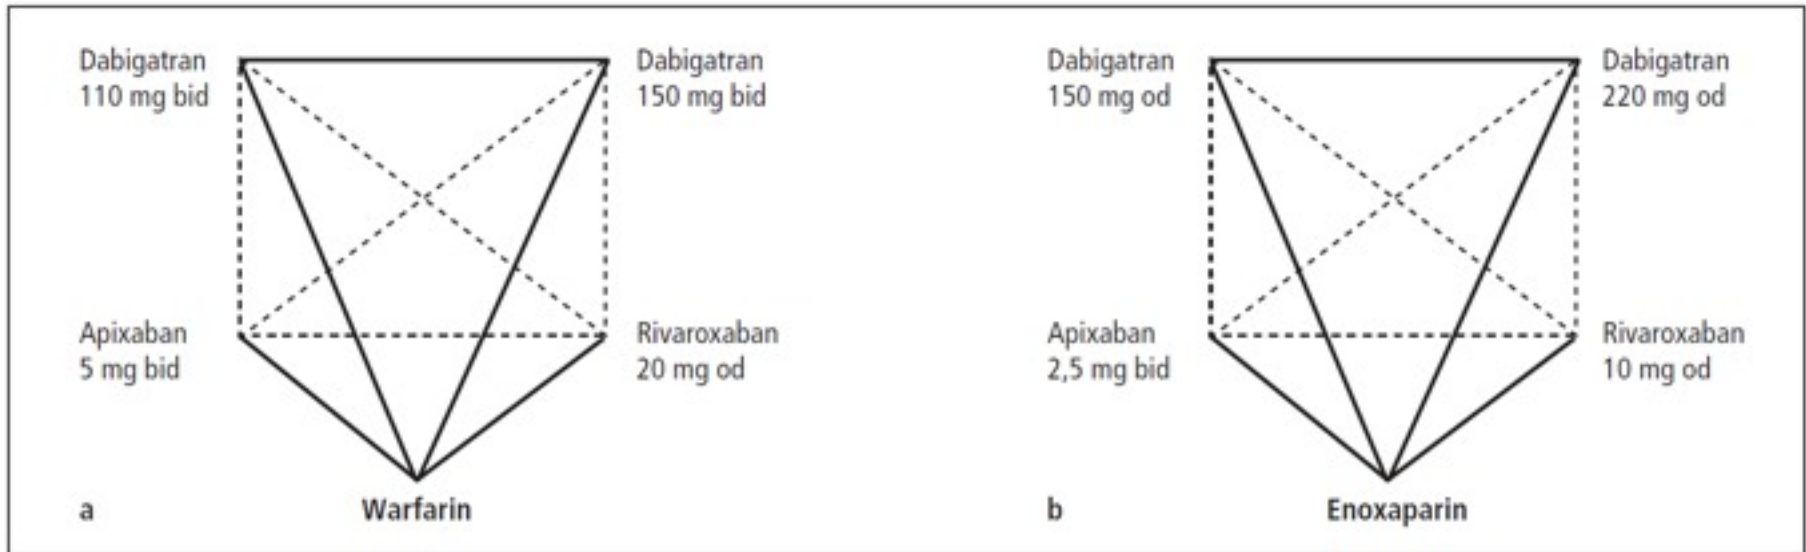 Dabigatran
110 mg bid
Dabigatran
150 mg bid
Apixaban
5 mg bid
Rivaroxaban
20 mg od
a
Warfarin
Dabigatran
150 mg od
Dabigatran
220 mg od
Apixaban
2,5 mg bid
Rivaroxaban
10 mg od
b
Enoxaparin